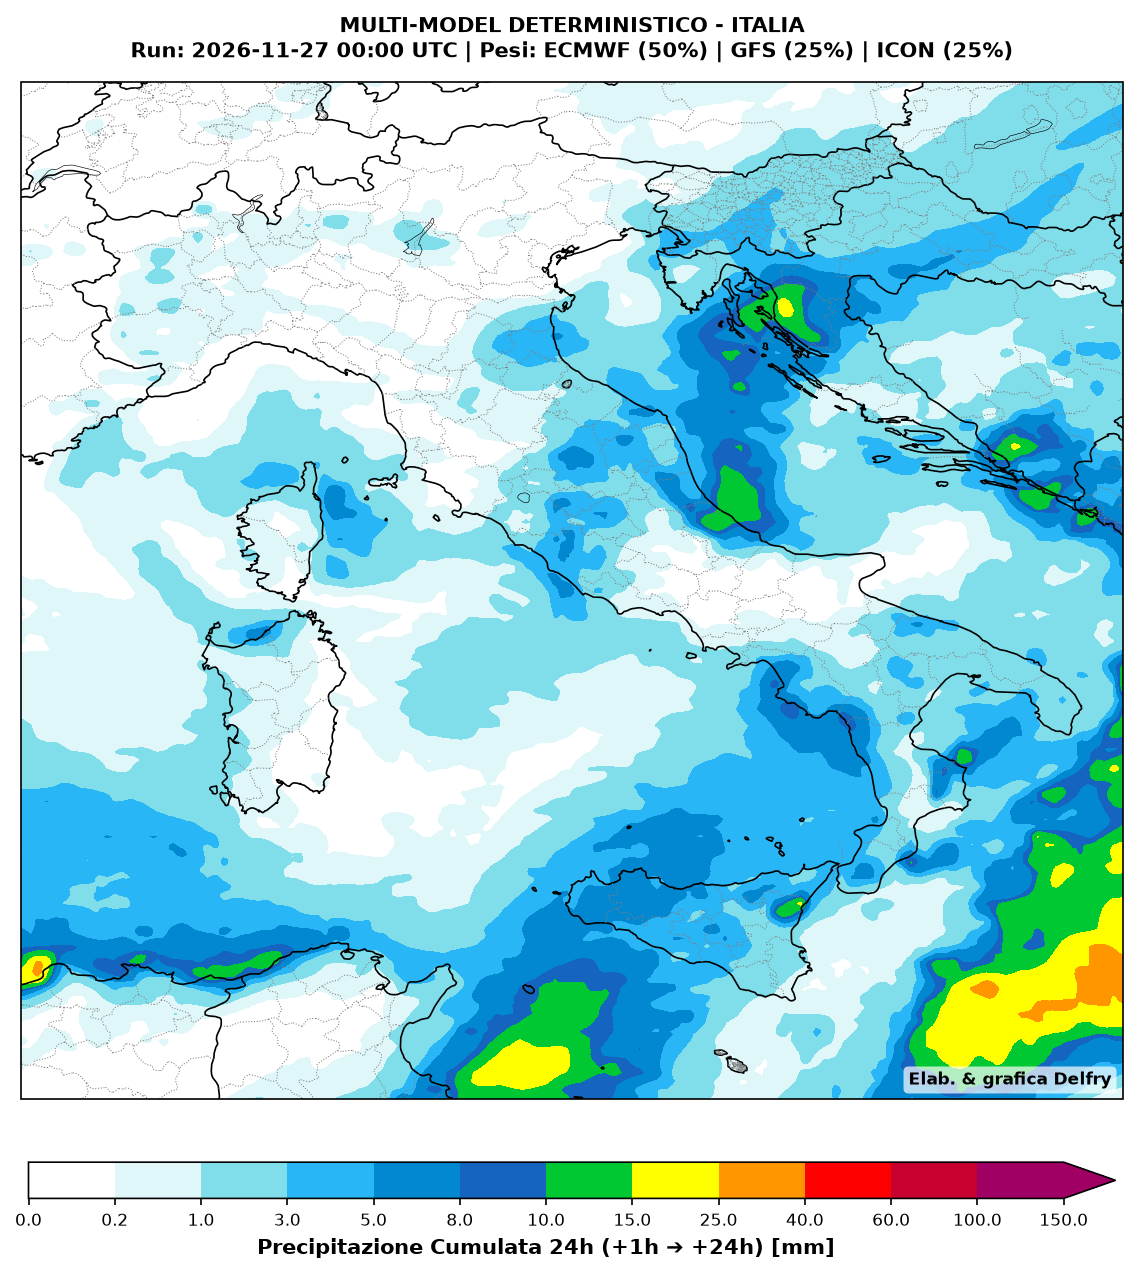 MULTI-MODEL DETERMINISTICO - ITALIA
Run: 2026-11-27 00:00 UTC | Pesi: ECMWF (50%) | GFS (25%) | ICON (25%)
Elab. & grafica Delfry
0.0 0.2 1.0 3.0 5.0 8.0 10.0 15.0 25.0 40.0 60.0 100.0 150.0
Precipitazione Cumulata 24h (+1h → +24h) [mm]